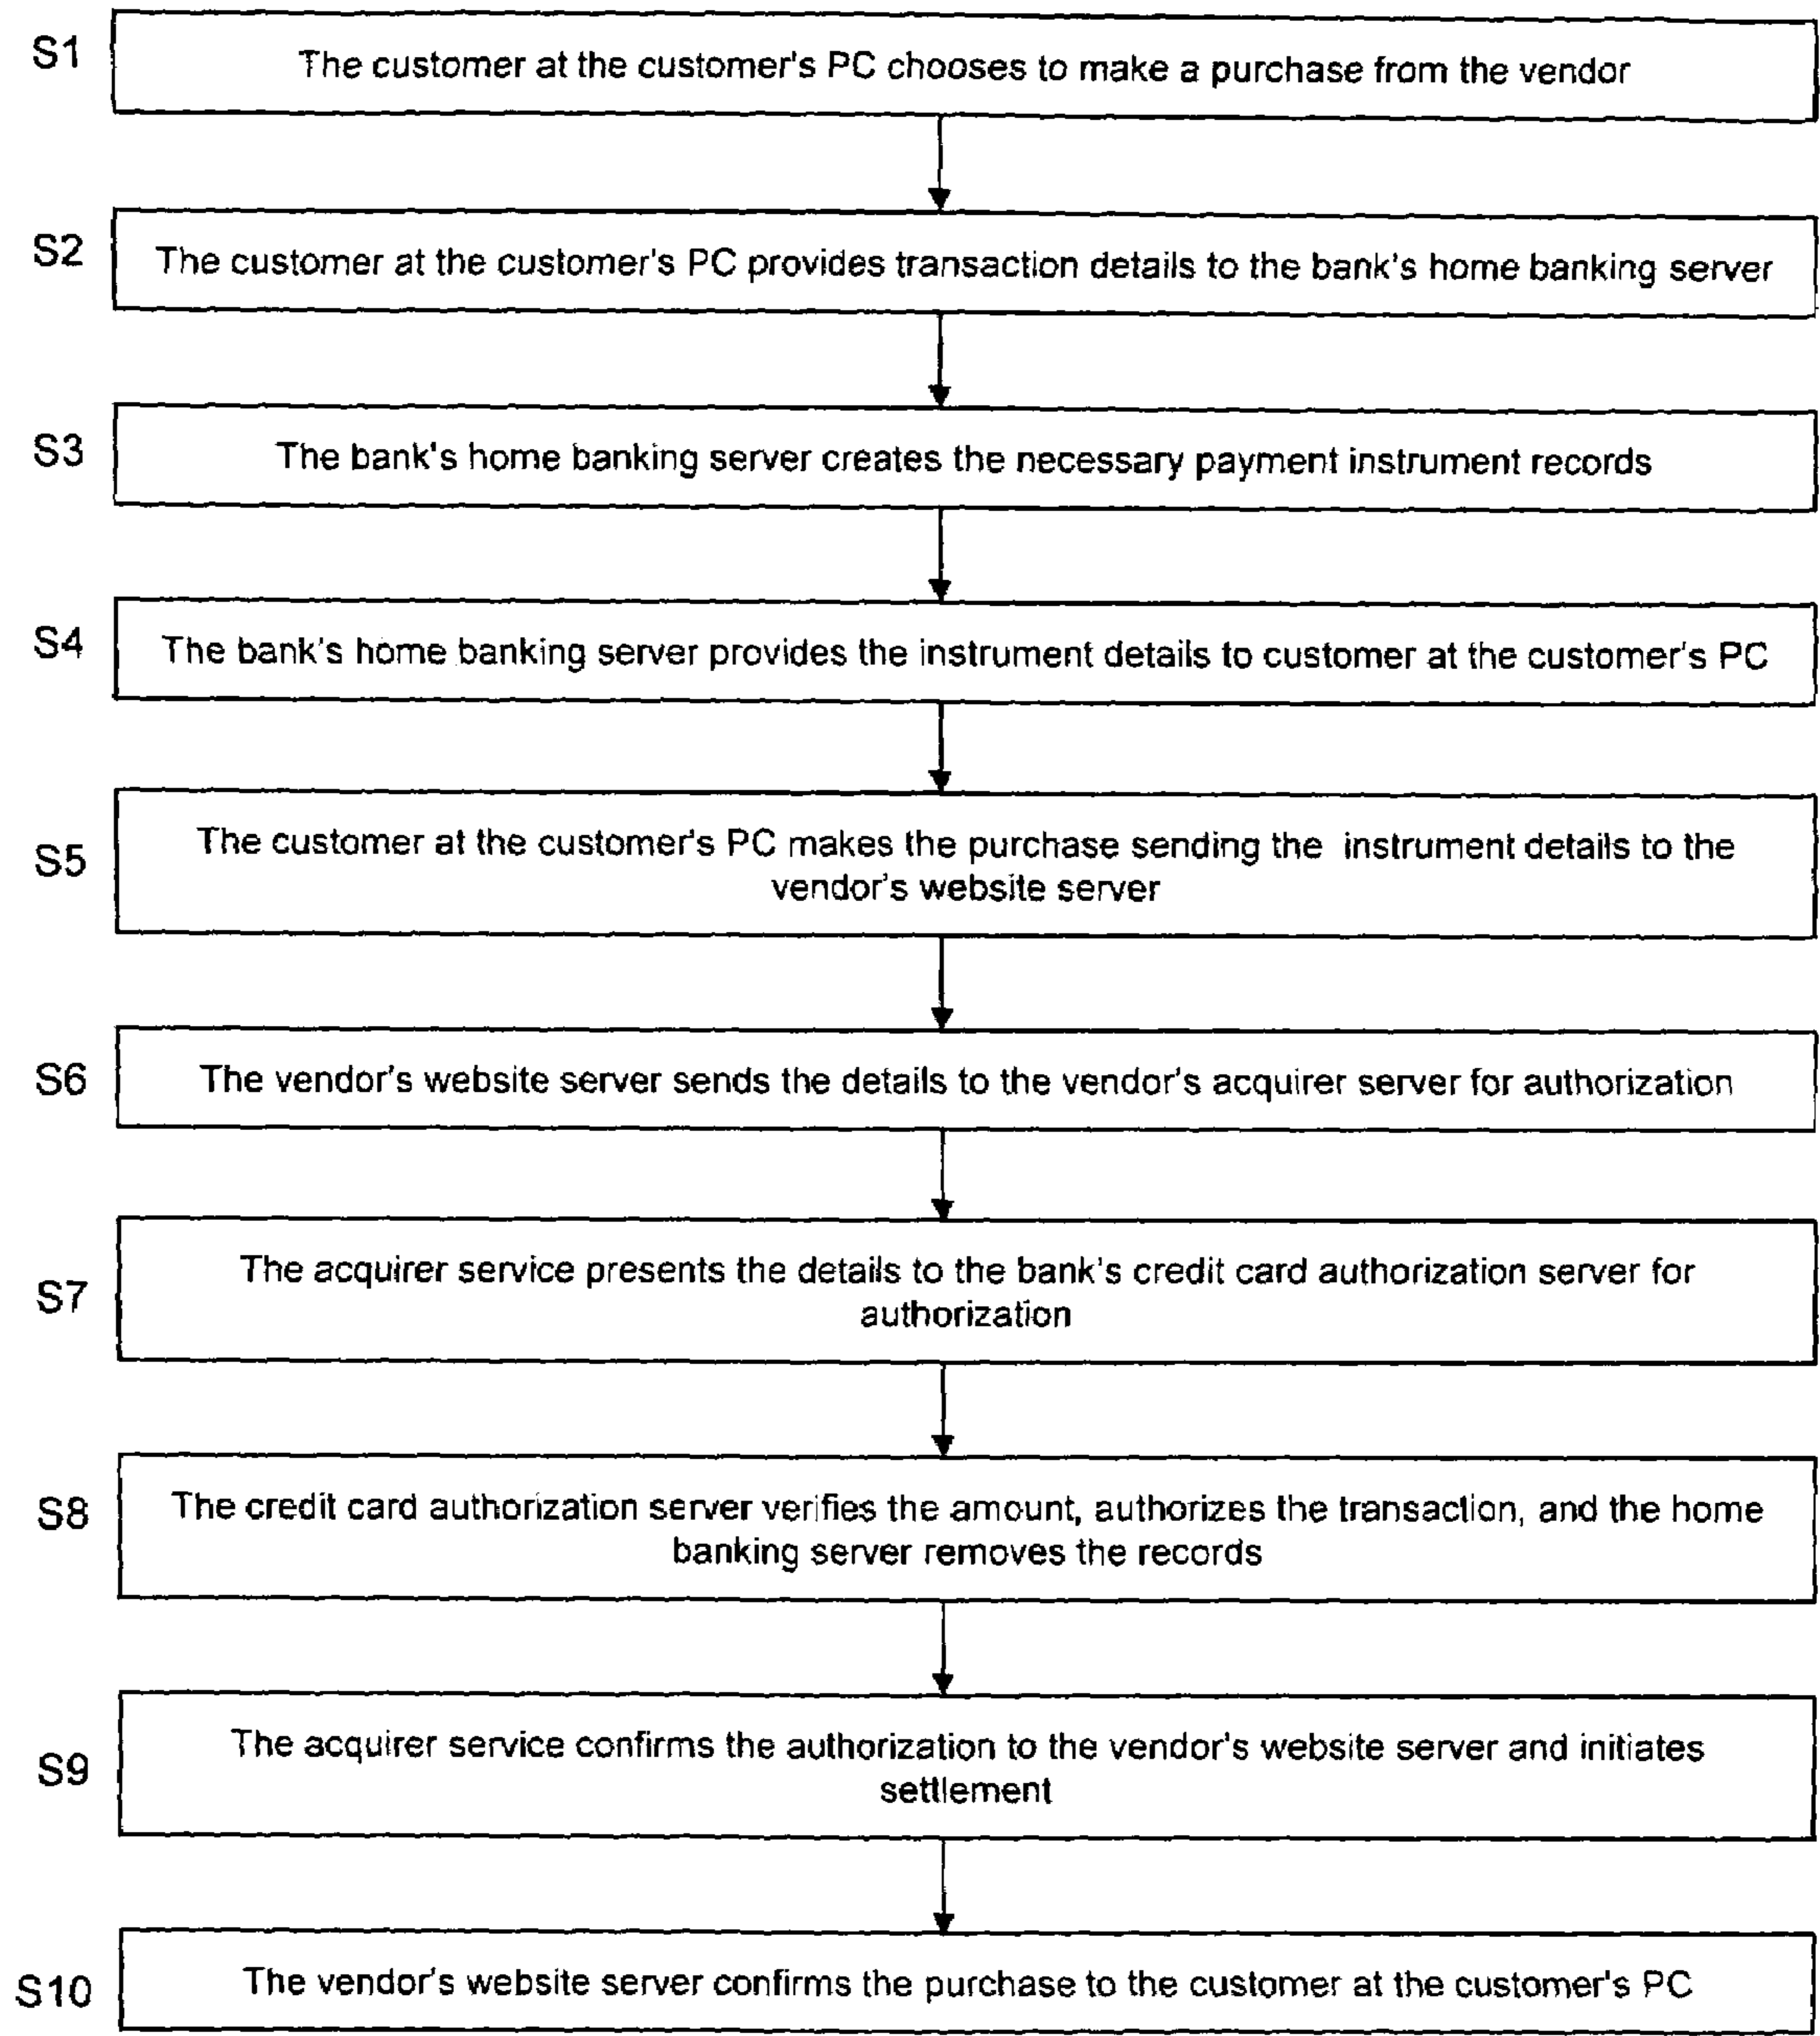 S1
The customer at the customer's PC chooses to make a purchase from the vendor
S2
The customer at the customer's PC provides transaction details to the bank's home banking server
S3
The bank's home banking server creates the necessary payment instrument records
S4
The bank's home banking server provides the instrument details to customer at the customer's PC
S5
The customer at the customer's PC makes the purchase sending the instrument details to the
vendor's website server
S6
The vendor's website server sends the details to the vendor's acquirer server for authorization
S7
The acquirer service presents the details to the bank's credit card authorization server for
authorization
S8
The credit card authorization server verifies the amount, authorizes the transaction, and the home
banking server removes the records
S9
The acquirer service confirms the authorization to the vendor's website server and initiates
settlement
S10
The vendor's website server confirms the purchase to the customer at the customer's PC